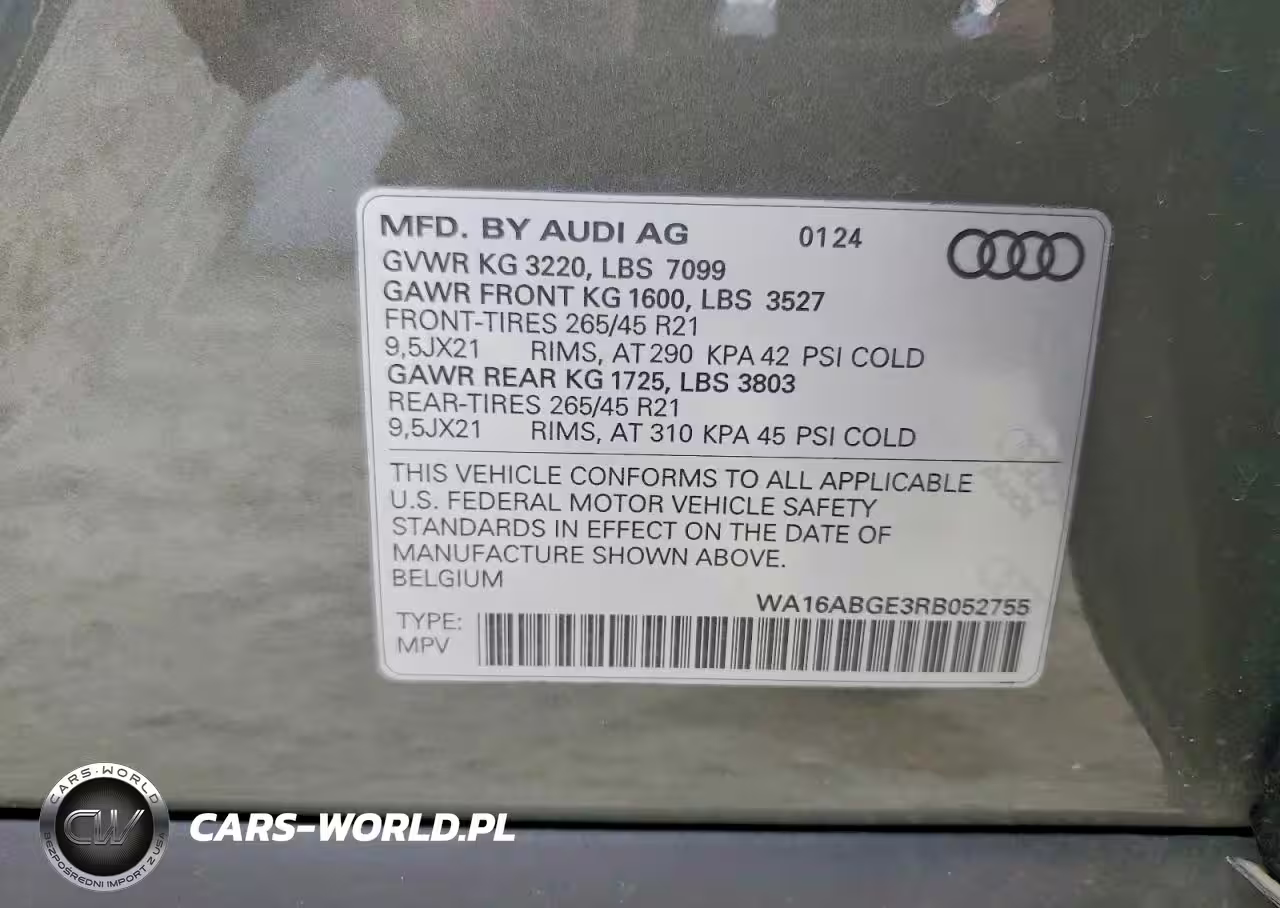 MFD. BY AUDI AG 0124
GVWR KG 3220, LBS 7099
GAWR FRONT KG 1600, LBS 3527
FRONT-TIRES 265/45 R21
9,5JX21 RIMS, AT 290 KPA 42 PSI COLD
GAWR REAR KG 1725, LBS 3803
REAR-TIRES 265/45 R21
9,5JX21 RIMS, AT 310 KPA 45 PSI COLD
THIS VEHICLE CONFORMS TO ALL APPLICABLE
U.S. FEDERAL MOTOR VEHICLE SAFETY
STANDARDS IN EFFECT ON THE DATE OF
MANUFACTURE SHOWN ABOVE.
BELGIUM
WA16ABGE3RB052755
TYPE:
MPV
CARS-WORLD
CW
BEZPOŚREDNI IMPORT Z USA
CARS-WORLD.PL